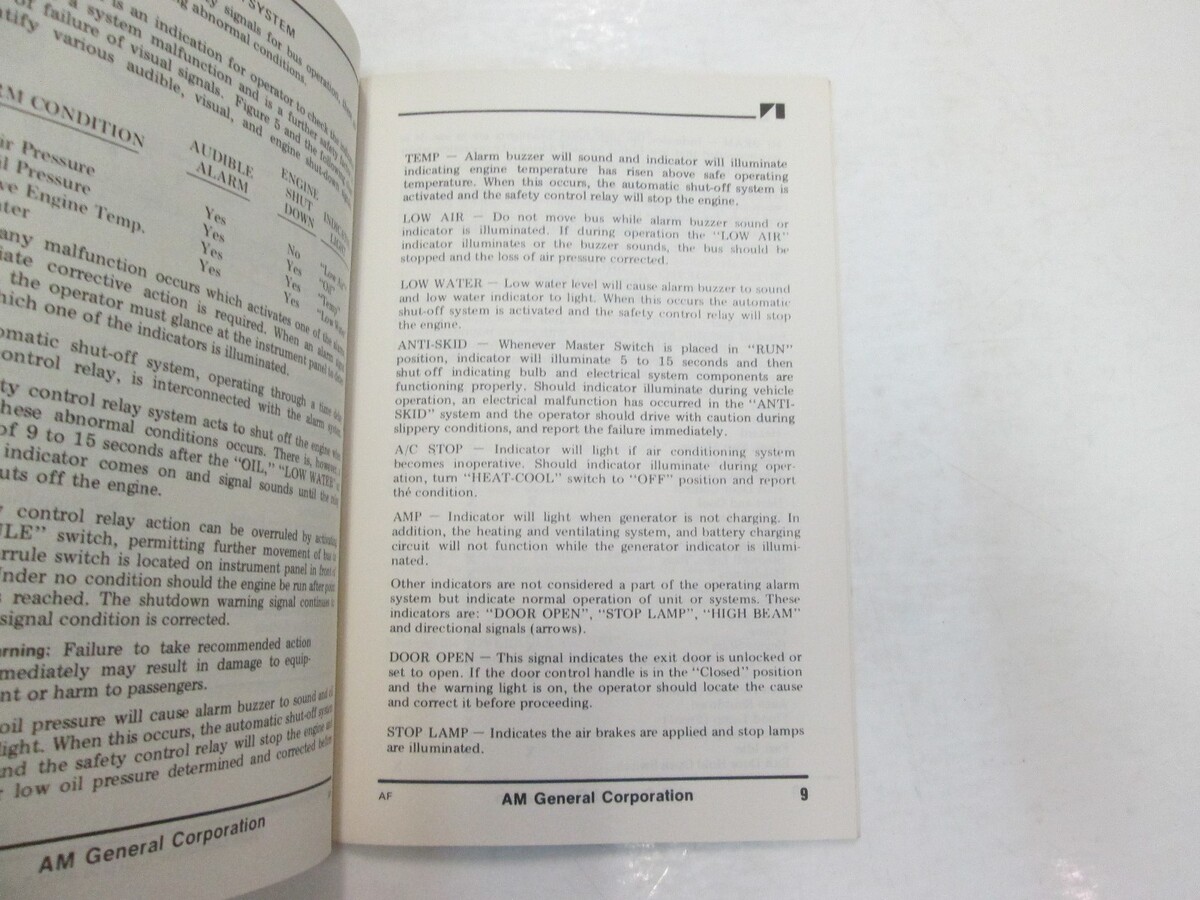 SYSTEM
signals for bus operation,
abnormal conditions.
is an indication for operator to check the
a system malfunction and is a further safety
of failure of visual signals. Figure 5 and the
various audible, visual, and engine shut-down
CONDITION
AUDIBLE
ALARM
ENGINE
SHUT
DOWN
Pressure
Yes
No
"Low Air"
Pressure
Yes
Yes
"Oil"
Engine Temp.
Yes
Yes
"Temp"
Yes
Yes
"Low Water"
any malfunction occurs which activates one of the alarm
corrective action is required. When an alarm
the operator must glance at the instrument panel to
which one of the indicators is illuminated.
shut-off system, operating through a time delay
control relay, is interconnected with the alarm system.
control relay system acts to shut off the engine when
these abnormal conditions occurs. There is, however, a
of 9 to 15 seconds after the "OIL," "LOW WATER"
indicator comes on and signal sounds until the relay
off the engine.
control relay action can be overruled by activating
switch, permitting further movement of bus
switch is located on instrument panel in front of
Under no condition should the engine be run after
reached. The shutdown warning signal continues
signal condition is corrected.
Failure to take recommended action
may result in damage to equip-
or harm to passengers.
oil pressure will cause alarm buzzer to sound and
light. When this occurs, the automatic shut-off system
and the safety control relay will stop the engine
low oil pressure determined and corrected before
AM General Corporation
TEMP — Alarm buzzer will sound and indicator will illuminate
indicating engine temperature has risen above safe operating
temperature. When this occurs, the automatic shut-off system is
activated and the safety control relay will stop the engine.
LOW AIR — Do not move bus while alarm buzzer sound or
indicator is illuminated. If during operation the "LOW AIR"
indicator illuminates or the buzzer sounds, the bus should be
stopped and the loss of air pressure corrected.
LOW WATER — Low water level will cause alarm buzzer to sound
and low water indicator to light. When this occurs the automatic
shut-off system is activated and the safety control relay will stop
the engine.
ANTI-SKID — Whenever Master Switch is placed in "RUN"
position, indicator will illuminate 5 to 15 seconds and then
shut off indicating bulb and electrical system components are
functioning properly. Should indicator illuminate during vehicle
operation, an electrical malfunction has occurred in the "ANTI-
SKID" system and the operator should drive with caution during
slippery conditions, and report the failure immediately.
A/C STOP — Indicator will light if air conditioning system
becomes inoperative. Should indicator illuminate during oper-
ation, turn "HEAT-COOL" switch to "OFF" position and report
the condition.
AMP — Indicator will light when generator is not charging. In
addition, the heating and ventilating system, and battery charging
circuit will not function while the generator indicator is illumi-
nated.
Other indicators are not considered a part of the operating alarm
system but indicate normal operation of unit or systems. These
indicators are: "DOOR OPEN", "STOP LAMP", "HIGH BEAM"
and directional signals (arrows).
DOOR OPEN — This signal indicates the exit door is unlocked or
set to open. If the door control handle is in the "Closed" position
and the warning light is on, the operator should locate the cause
and correct it before proceeding.
STOP LAMP — Indicates the air brakes are applied and stop lamps
are illuminated.
AF
AM General Corporation
9